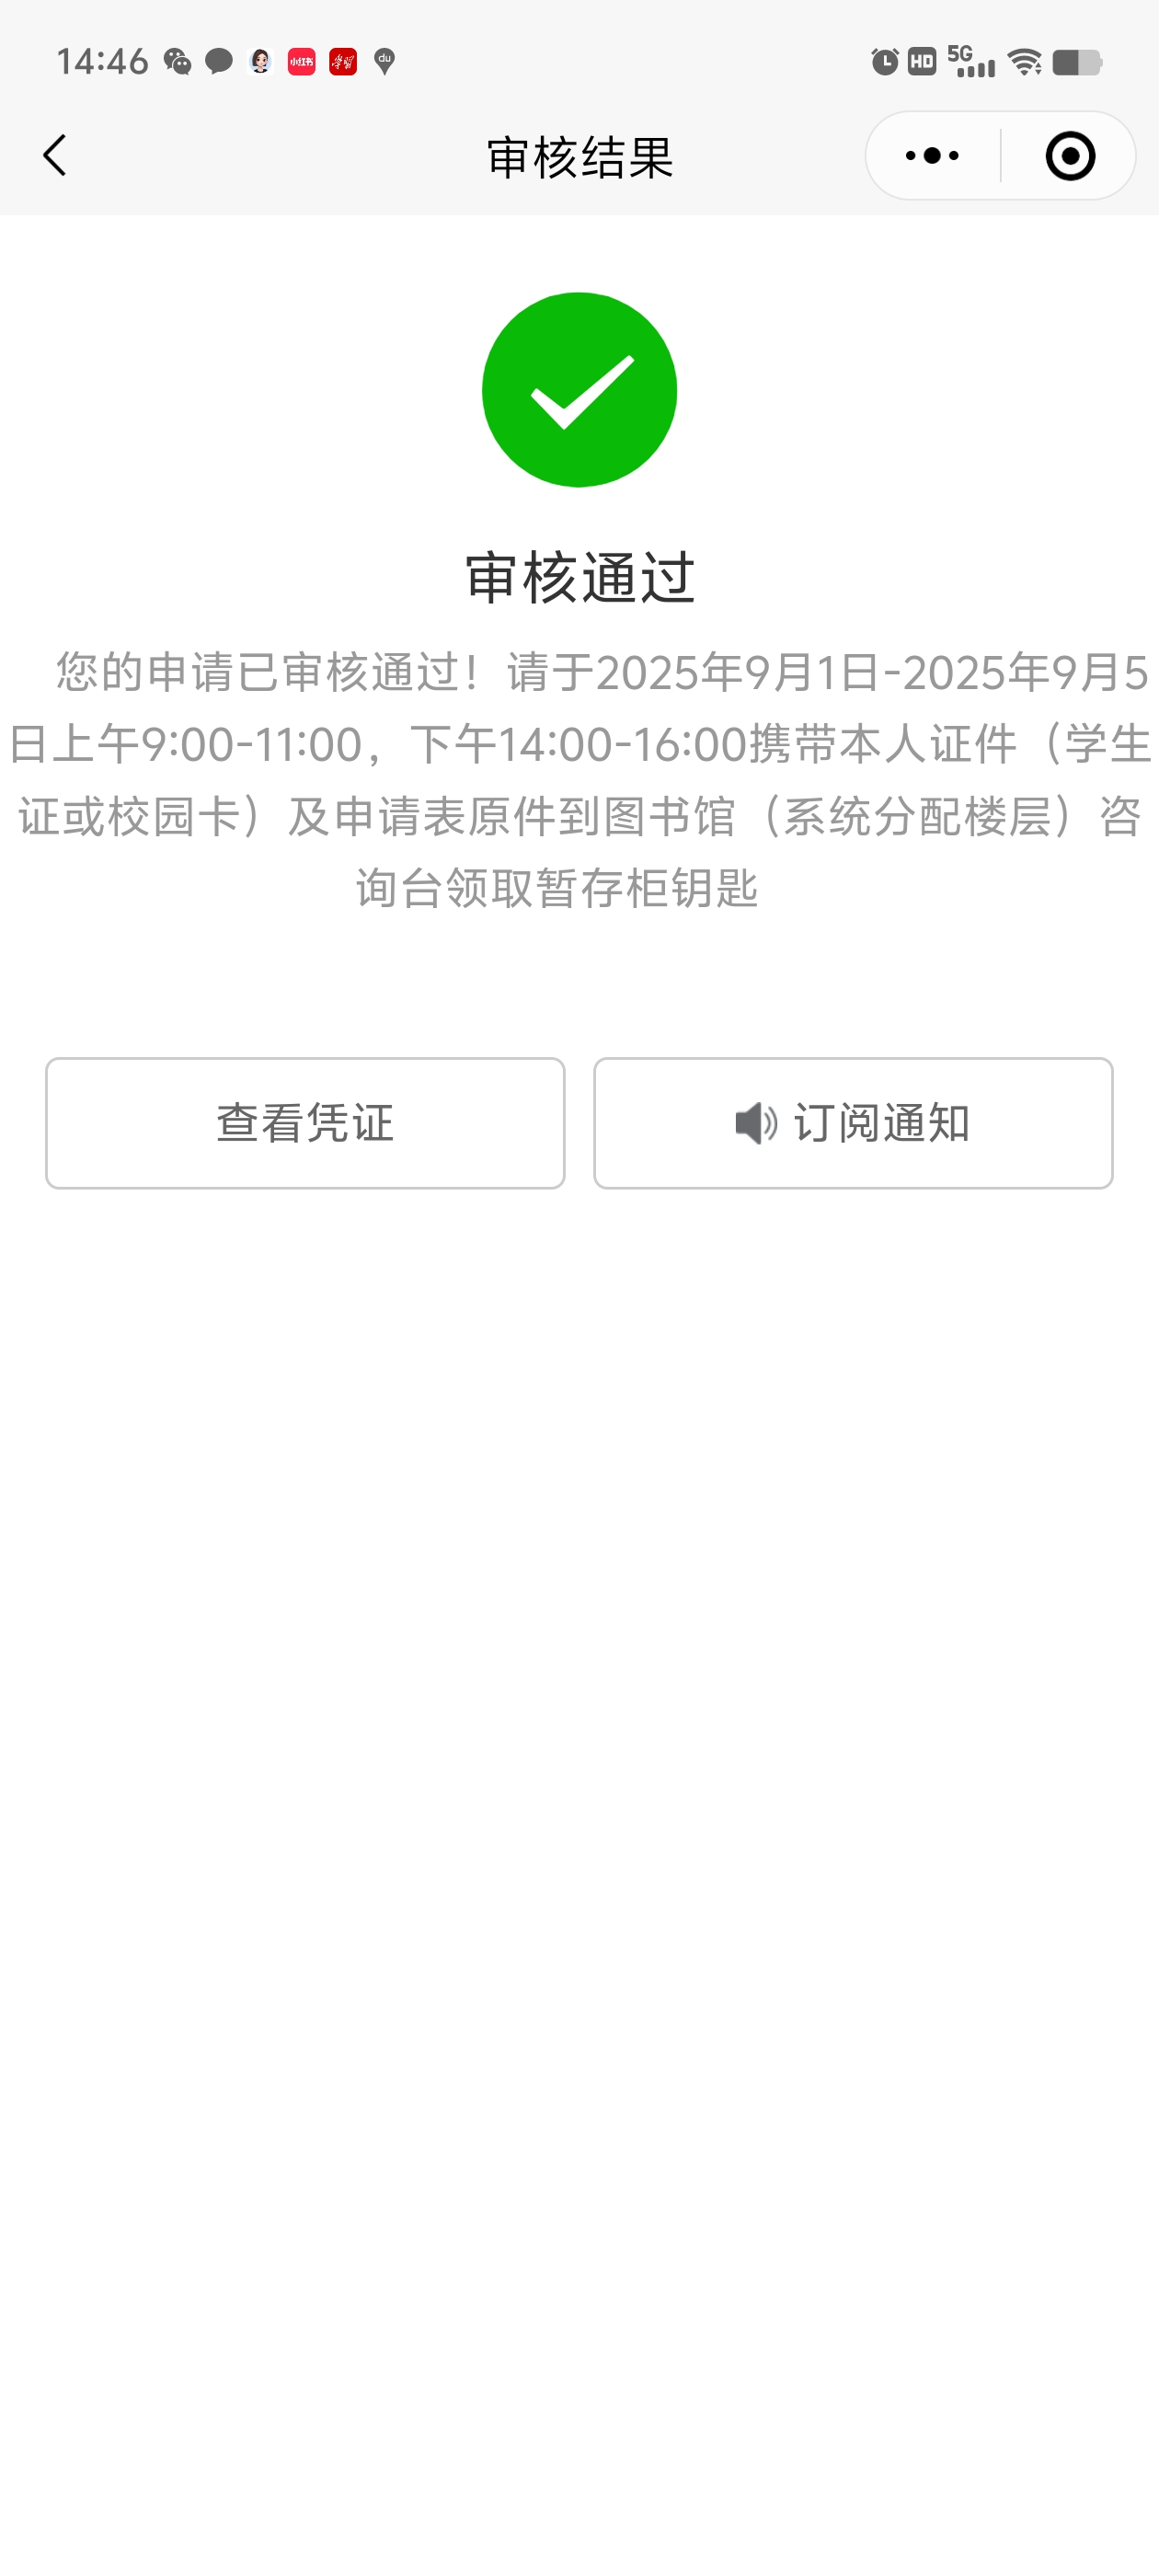 14:46
小红书
du
HD
5G
审核结果
审核通过
您的申请已审核通过！请于2025年9月1日-2025年9月5
日上午9:00-11:00，下午14:00-16:00携带本人证件（学生
证或校园卡）及申请表原件到图书馆（系统分配楼层）咨
询台领取暂存柜钥匙
查看凭证
订阅通知